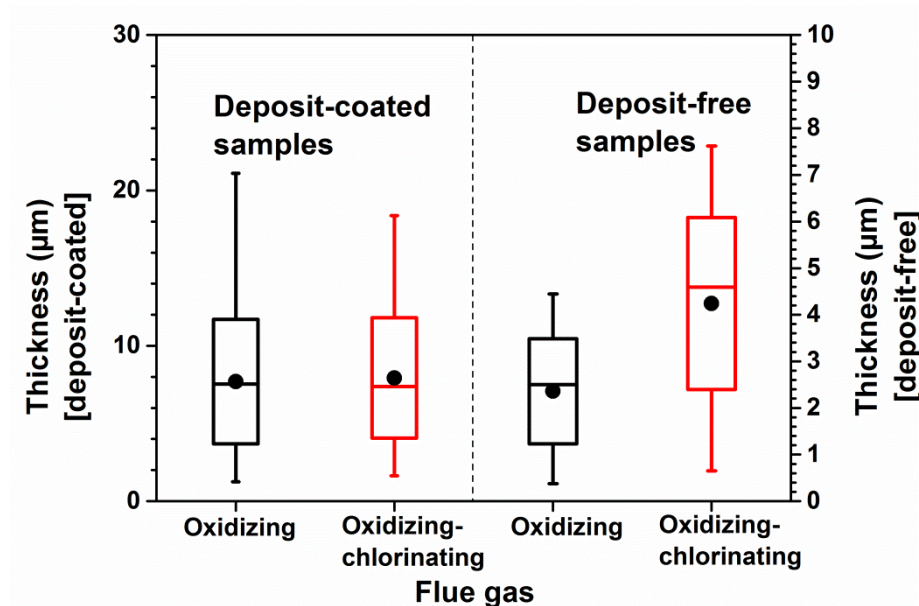 Thickness (µm)
[deposit-coated]
30
20
10
0
Deposit-coated
samples
Deposit-free
samples
10
9
8
7
6
5
4
3
2
1
0
Thickness (µm)
[deposit-free]
Oxidizing
Oxidizing-
chlorinating
Oxidizing
Oxidizing-
chlorinating
Flue gas